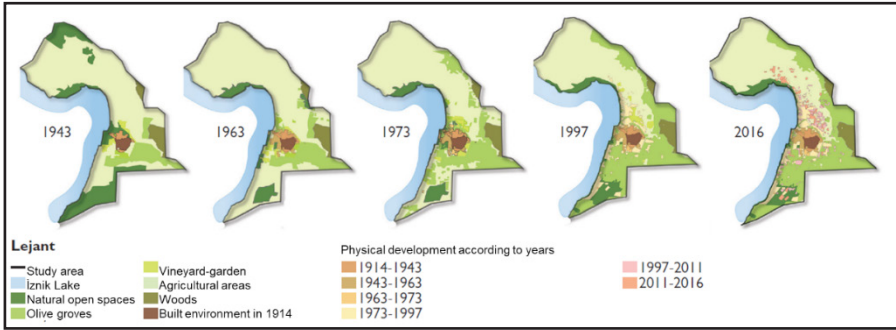 1943
1963
1973
1997
2016
Lejant
Study area
İznik Lake
Natural open spaces
Olive groves
Vineyard-garden
Agricultural areas
Woods
Built environment in 1914
Physical development according to years
1914-1943
1943-1963
1963-1973
1973-1997
1997-2011
2011-2016